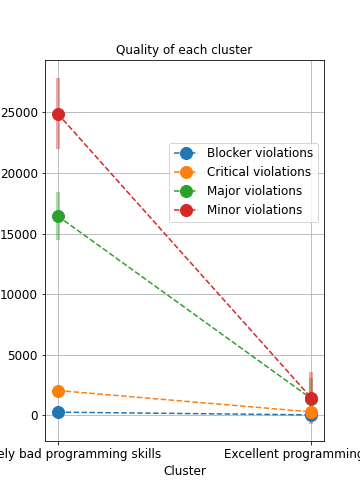 Quality of each cluster
25000
20000
15000
10000
5000
0
Blocker violations
Critical violations
Major violations
Minor violations
bad programming skills
Excellent programming
Cluster